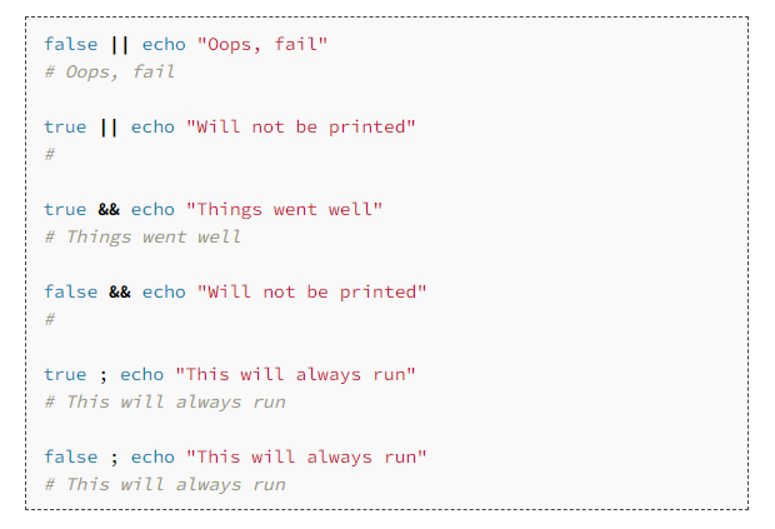 false || echo "Oops, fail"
# Oops, fail
true || echo "Will not be printed"
#
true && echo "Things went well"
# Things went well
false && echo "Will not be printed"
#
true ; echo "This will always run"
# This will always run
false ; echo "This will always run"
# This will always run